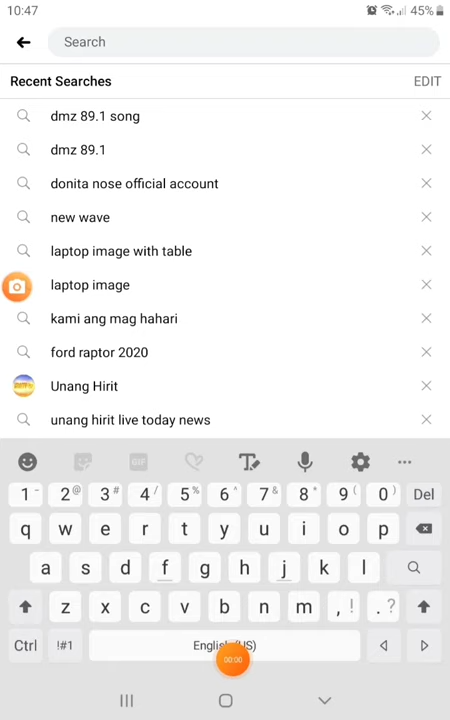 10:47 45%
Search
Recent Searches EDIT
dmz 89.1 song
dmz 89.1
donita nose official account
new wave
laptop image with table
laptop image
kami ang mag hahari
ford raptor 2020
Unang Hirit
unang hirit live today news
GIF T ...
1 - 2 @ 3 # 4 / 5 % 6 ^ 7 & 8 * 9 ( 0 ) Del
q w e r t y u i o p
a s d f g h j k l
z x c v b n m , ! . ?
Ctrl !#1 English (US)
00:00